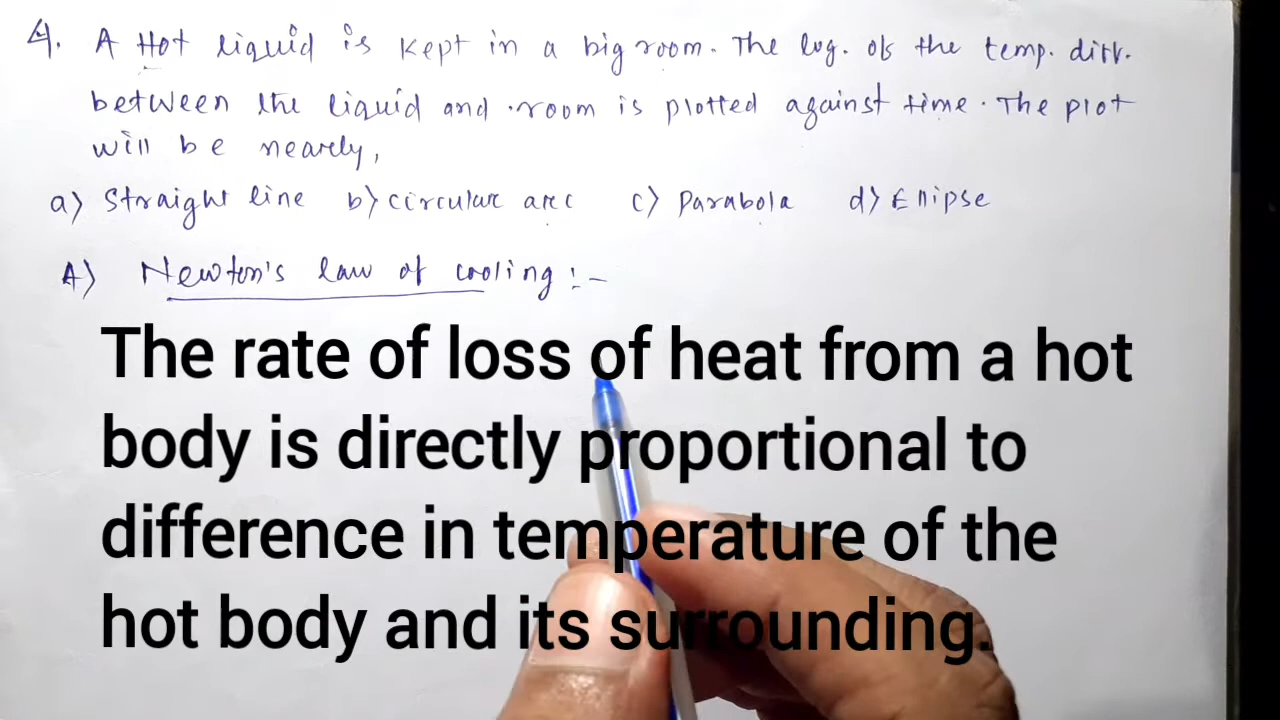 4. A Hot liquid is kept in a big room. The log. of the temp. diff.
between the liquid and room is plotted against time. The plot
will be nearly,
a) Straight line b) circular arc c) Parabola d) Ellipse
A) Newton's law of cooling :-
The rate of loss of heat from a hot
body is directly proportional to
difference in temperature of the
hot body and its surrounding.